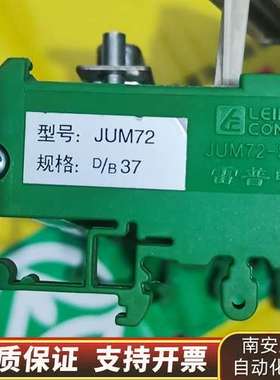 型号: JUM72
规格: D/B 37
LEI
CON
JUM72-
雷普
质保证 支持开票
南安
自动化